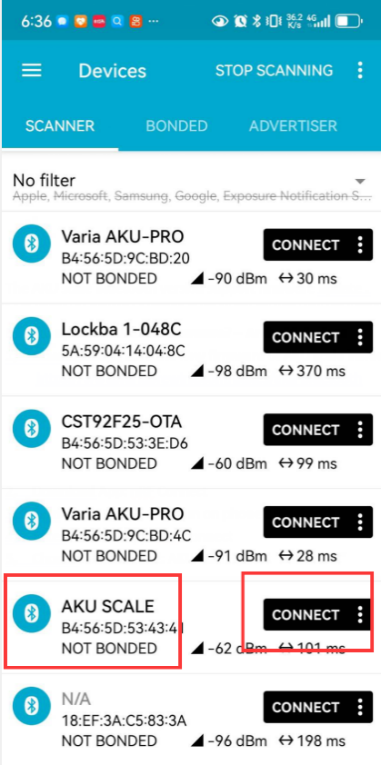 6:36 36.2 K/s 4G
Devices STOP SCANNING
SCANNER BONDED ADVERTISER
No filter
Apple, Microsoft, Samsung, Google, Exposure Notification S...
Varia AKU-PRO CONNECT
B4:56:5D:9C:BD:20
NOT BONDED -90 dBm 30 ms
Lockba 1-048C CONNECT
5A:59:04:14:04:8C
NOT BONDED -98 dBm 370 ms
CST92F25-OTA CONNECT
B4:56:5D:53:3E:D6
NOT BONDED -60 dBm 99 ms
Varia AKU-PRO CONNECT
B4:56:5D:9C:BD:4C
NOT BONDED -91 dBm 28 ms
AKU SCALE CONNECT
B4:56:5D:53:43:41
NOT BONDED -62 dBm 101 ms
N/A CONNECT
18:EF:3A:C5:83:3A
NOT BONDED -96 dBm 198 ms